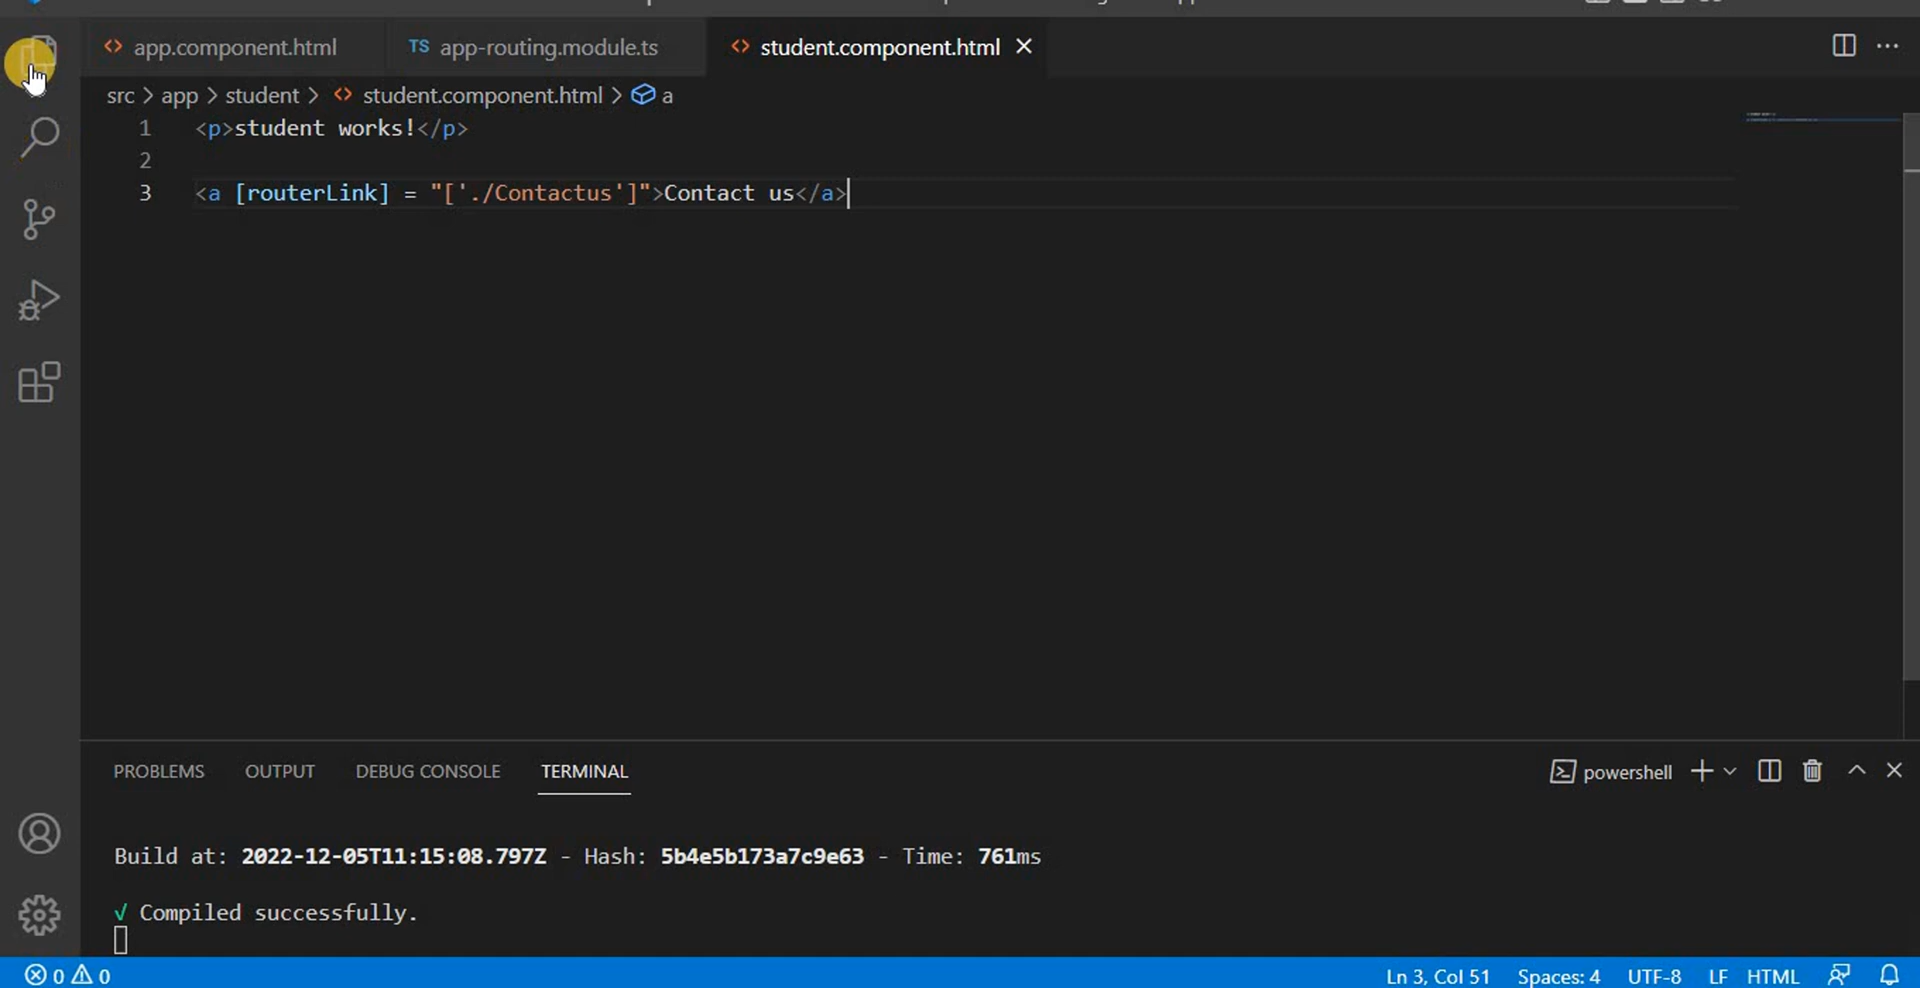 app.component.html
TS app-routing.module.ts
student.component.html
src > app > student > student.component.html > a
1 <p>student works!</p>
2
3 <a [routerLink] = "['./Contactus']">Contact us</a>
PROBLEMS OUTPUT DEBUG CONSOLE TERMINAL
powershell
Build at: 2022-12-05T11:15:08.797Z - Hash: 5b4e5b173a7c9e63 - Time: 761ms
√ Compiled successfully.
0 0
Ln 3, Col 51 Spaces: 4 UTF-8 LF HTML